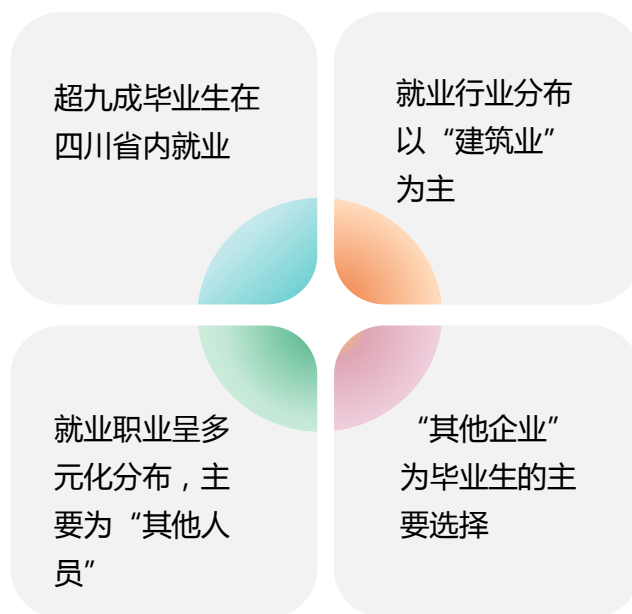 超九成毕业生在
四川省内就业
就业行业分布
以“建筑业”
为主
就业职业呈多
元化分布，主
要为“其他人
员”
“其他企业”
为毕业生的主
要选择